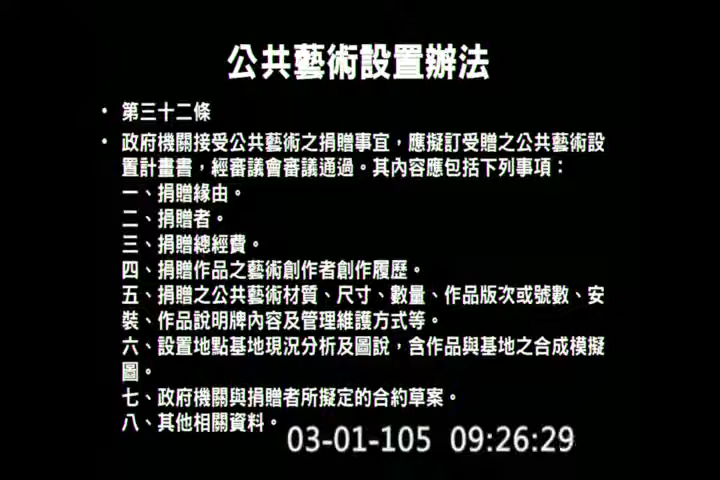 公共藝術設置辦法
• 第三十二條
• 政府機關接受公共藝術之捐贈事宜，應擬訂受贈之公共藝術設
置計畫書，經審議會審議通過。其內容應包括下列事項：
一、捐贈緣由。
二、捐贈者。
三、捐贈總經費。
四、捐贈作品之藝術創作者創作履歷。
五、捐贈之公共藝術材質、尺寸、數量、作品版次或號數、安
裝、作品說明牌內容及管理維護方式等。
六、設置地點基地現況分析及圖說，含作品與基地之合成模擬
圖。
七、政府機關與捐贈者所擬定的合約草案。
八、其他相關資料。
03-01-105 09:26:29